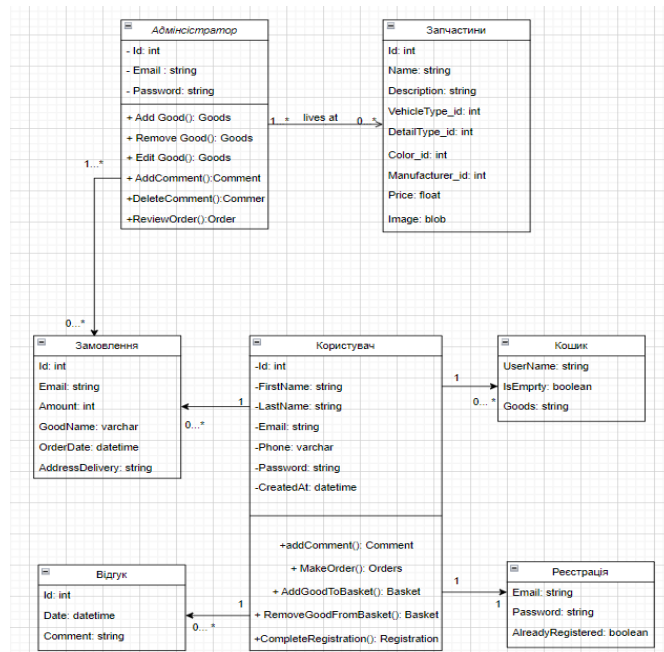 Адмінсістратор
- Id: int
- Email : string
- Password: string
+ Add Good(): Goods
+ Remove Good(): Goods
+ Edit Good(): Goods
+ AddComment():Comment
+DeleteComment():Commer
+ReviewOrder():Order
1...*
lives at
0...*
Запчастини
Id: int
Name: string
Description: string
VehicleType_id: int
DetailType_id: int
Color_id: int
Manufacturer_id: int
Price: float
Image: blob
1...*
0...*
Замовлення
Id: int
Email: string
Amount: int
GoodName: varchar
OrderDate: datetime
AddressDelivery: string
1
0...*
Користувач
-Id: int
-FirstName: string
-LastName: string
-Email: string
-Phone: varchar
-Password: string
-CreatedAt: datetime
+addComment(): Comment
+ MakeOrder(): Orders
+ AddGoodToBasket(): Basket
+ RemoveGoodFromBasket(): Basket
+CompleteRegistration(): Registration
1
0...*
Кошик
UserName: string
IsEmprty: boolean
Goods: string
Відгук
Id: int
Date: datetime
Comment: string
1
0...*
1
1
Реєстрація
Email: string
Password: string
AlreadyRegistered: boolean